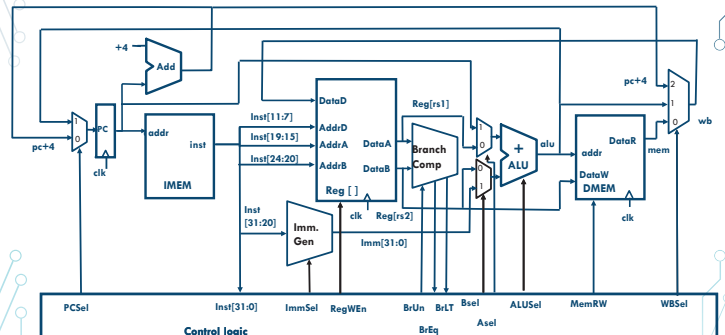 +4
Add
pc+4
1
0
PC
clk
addr
inst
IMEM
Inst[11:7]
Inst[19:15]
Inst[24:20]
Inst
[31:20]
DataD
AddrD
AddrA
AddrB
DataA
DataB
Reg [ ]
clk
Reg[rs1]
Reg[rs2]
Imm.
Gen
Imm[31:0]
Branch
Comp
1
0
0
1
+
ALU
alu
pc+4
2
1
0
wb
mem
DataR
addr
DataW
DMEM
clk
PCSel
Inst[31:0]
ImmSel
RegWEn
BrUn
BrEq
BrLT
Bsel
Asel
ALUSel
MemRW
WBSel
Control logic